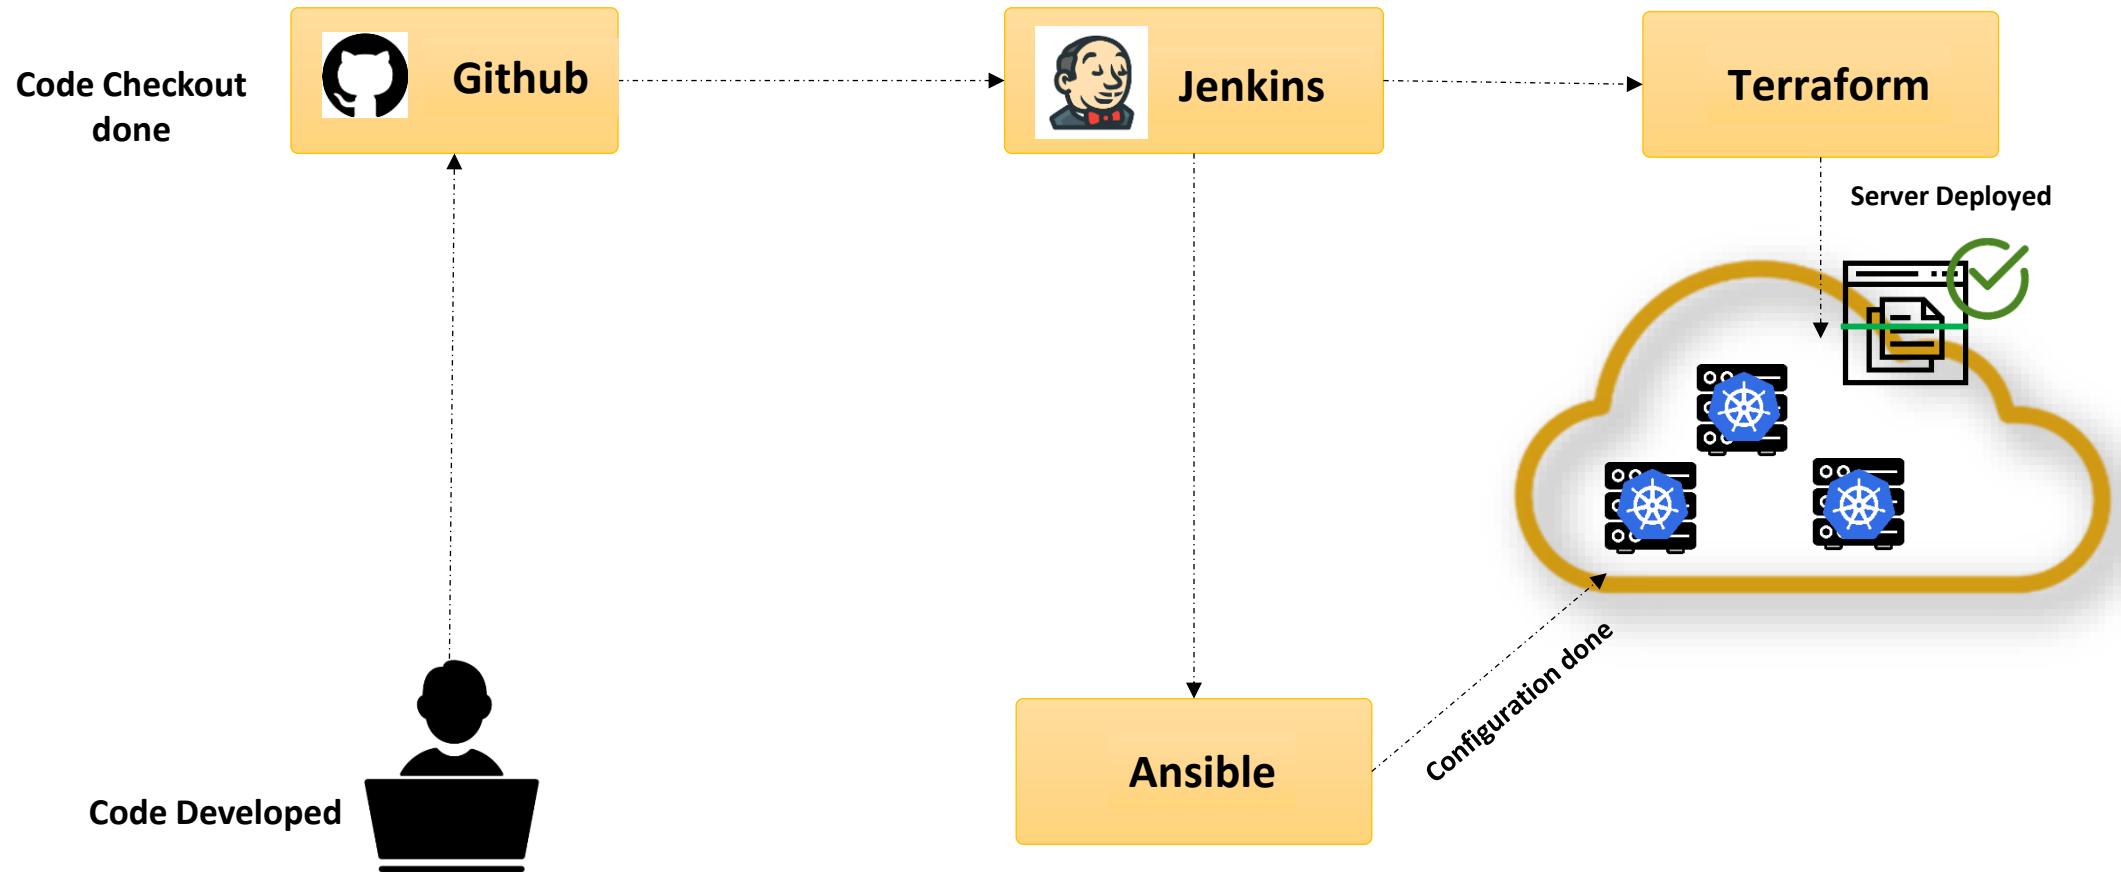 Code Checkout
done
Github
Jenkins
Terraform
Server Deployed
Configuration done
Ansible
Code Developed